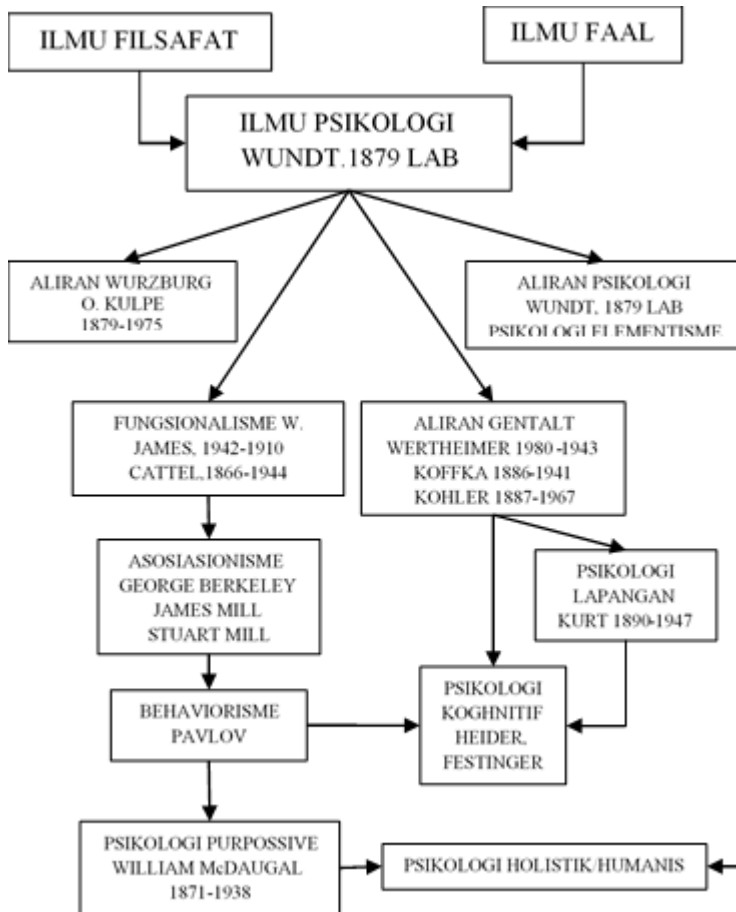 ILMU FILSAFAT
ILMU FAAL
ILMU PSIKOLOGI
WUNDT.1879 LAB
ALIRAN WURZBURG
O. KULPE
1879-1975
ALIRAN PSIKOLOGI
WUNDT, 1879 LAB
PSIKOLOGI ELEMENTISME
FUNGSIONALISME W.
JAMES, 1942-1910
CATTEL,1866-1944
ALIRAN GENTALT
WERTHEIMER 1980-1943
KOFFKA 1886-1941
KOHLER 1887-1967
ASOSIASIONISME
GEORGE BERKELEY
JAMES MILL
STUART MILL
PSIKOLOGI
LAPANGAN
KURT 1890-1947
BEHAVIORISME
PAVLOV
PSIKOLOGI
KOGHNITIF
HEIDER,
FESTINGER
PSIKOLOGI PURPOSSIVE
WILLIAM McDAUGAL
1871-1938
PSIKOLOGI HOLISTIK/HUMANIS